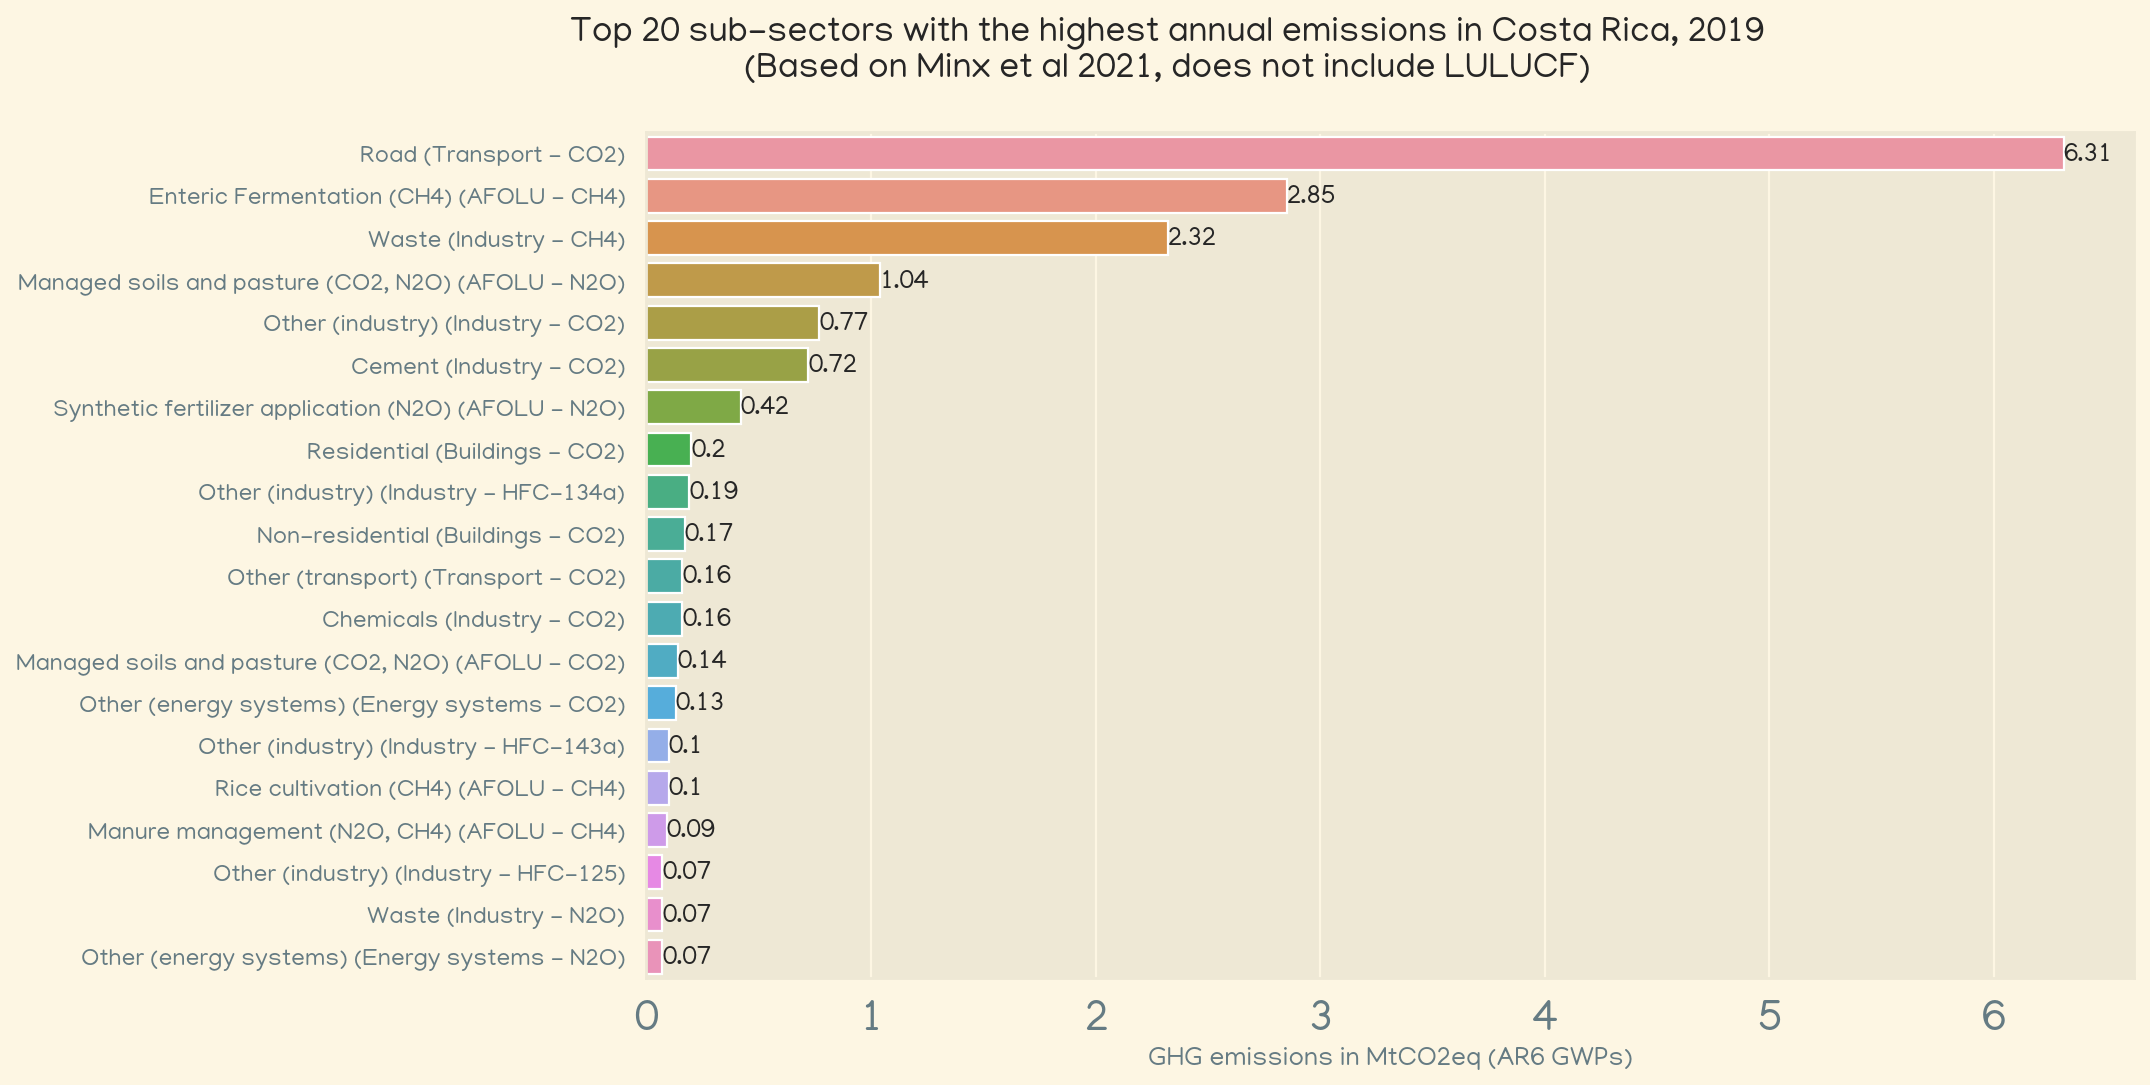 Top 20 sub-sectors with the highest annual emissions in Costa Rica, 2019
(Based on Minx et al 2021, does not include LULUCF)
Road (Transport - CO2) 6.31
Enteric Fermentation (CH4) (AFOLU - CH4) 2.85
Waste (Industry - CH4) 2.32
Managed soils and pasture (CO2, N2O) (AFOLU - N2O) 1.04
Other (industry) (Industry - CO2) 0.77
Cement (Industry - CO2) 0.72
Synthetic fertilizer application (N2O) (AFOLU - N2O) 0.42
Residential (Buildings - CO2) 0.2
Other (industry) (Industry - HFC-134a) 0.19
Non-residential (Buildings - CO2) 0.17
Other (transport) (Transport - CO2) 0.16
Chemicals (Industry - CO2) 0.16
Managed soils and pasture (CO2, N2O) (AFOLU - CO2) 0.14
Other (energy systems) (Energy systems - CO2) 0.13
Other (industry) (Industry - HFC-143a) 0.1
Rice cultivation (CH4) (AFOLU - CH4) 0.1
Manure management (N2O, CH4) (AFOLU - CH4) 0.09
Other (industry) (Industry - HFC-125) 0.07
Waste (Industry - N2O) 0.07
Other (energy systems) (Energy systems - N2O) 0.07
0 1 2 3 4 5 6
GHG emissions in MtCO2eq (AR6 GWPs)